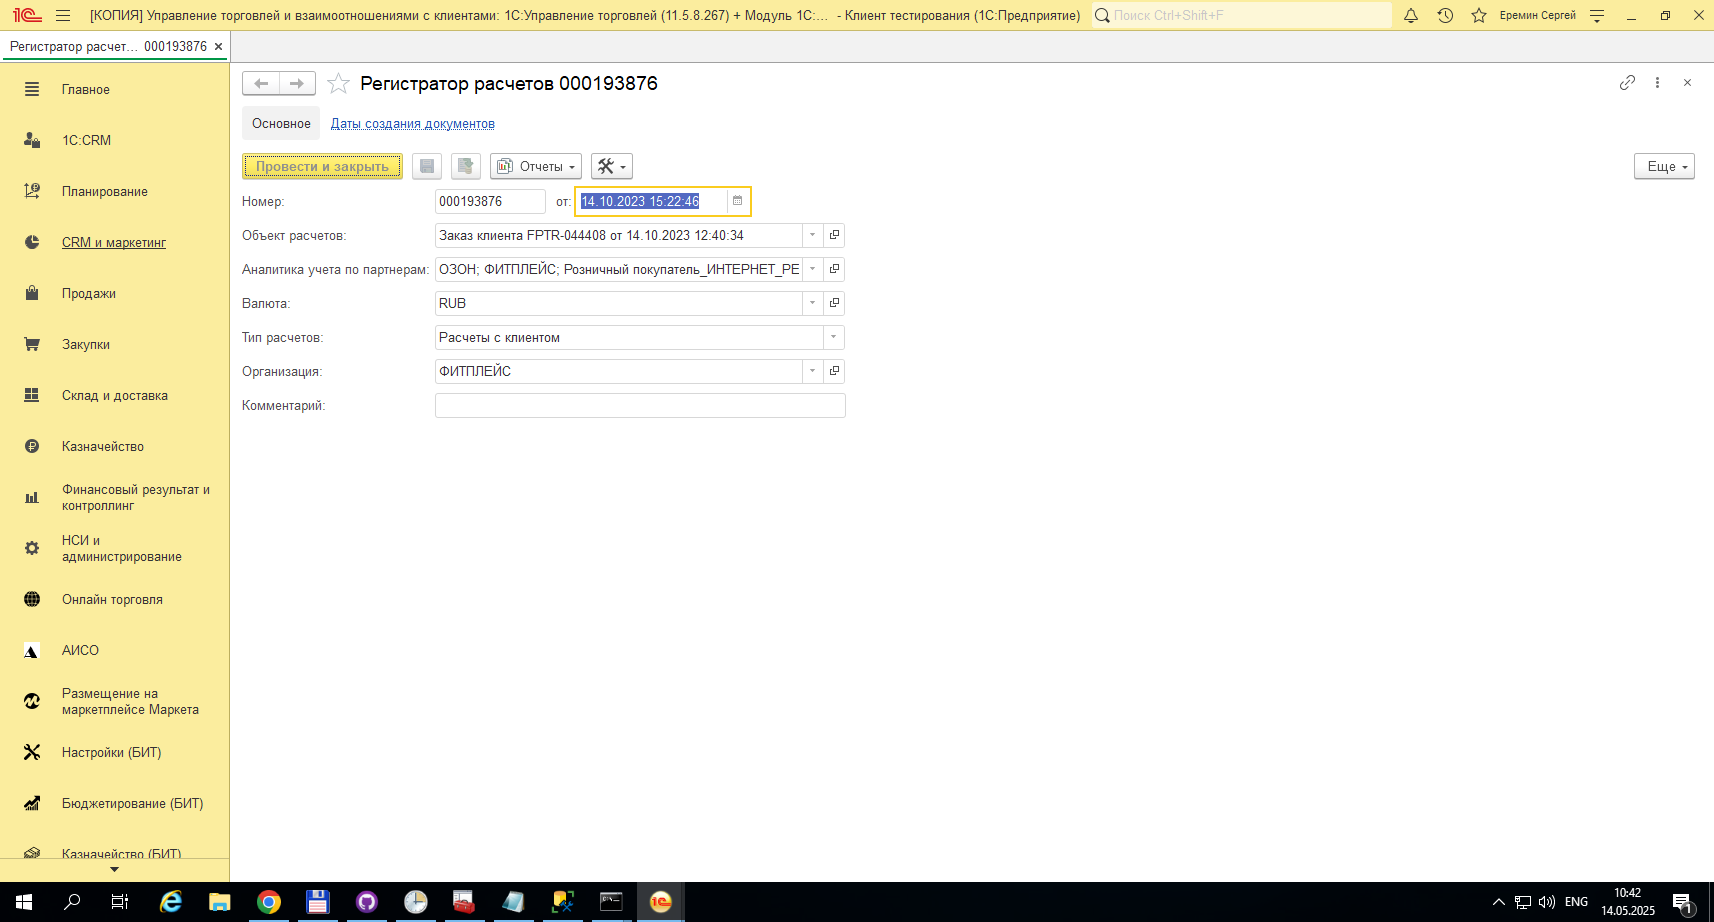 [КОПИЯ] Управление торговлей и взаимоотношениями с клиентами: 1С:Управление торговлей (11.5.8.267) + Модуль 1С:... - Клиент тестирования (1С:Предприятие)
Поиск Ctrl+Shift+F
Еремин Сергей
Регистратор расчет... 000193876
Главное
1С:CRM
Планирование
CRM и маркетинг
Продажи
Закупки
Склад и доставка
Казначейство
Финансовый результат и
контроллинг
НСИ и
администрирование
Онлайн торговля
АИСО
Размещение на
маркетплейсе Маркета
Настройки (БИТ)
Бюджетирование (БИТ)
Казначейство (БИТ)
Регистратор расчетов 000193876
Основное Даты создания документов
Провести и закрыть Отчеты Еще
Номер: 000193876 от: 14.10.2023 15:22:46
Объект расчетов: Заказ клиента FPTR-044408 от 14.10.2023 12:40:34
Аналитика учета по партнерам: ОЗОН; ФИТПЛЕЙС; Розничный покупатель_ИНТЕРНЕТ_РЕ
Валюта: RUB
Тип расчетов: Расчеты с клиентом
Организация: ФИТПЛЕЙС
Комментарий:
ENG
10:42
14.05.2025
1